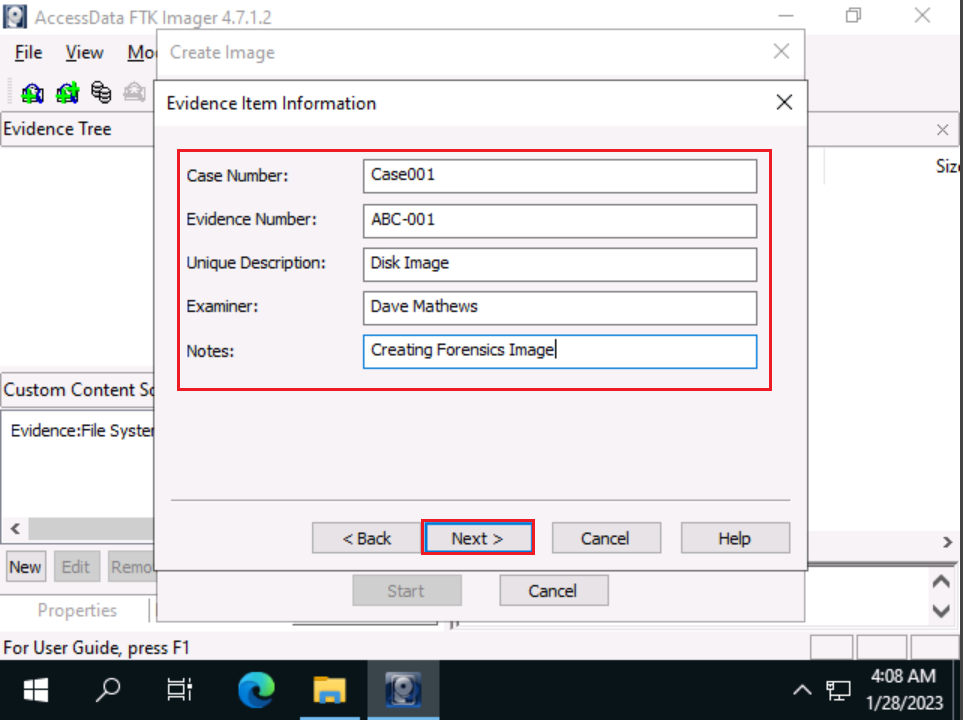 AccessData FTK Imager 4.7.1.2
File View Mo
Create Image
Evidence Item Information
Evidence Tree
Size
Case Number: Case001
Evidence Number: ABC-001
Unique Description: Disk Image
Examiner: Dave Mathews
Notes: Creating Forensics Image
Custom Content So
Evidence:File System
< Back Next > Cancel Help
New Edit Remo
Start Cancel
Properties
For User Guide, press F1
4:08 AM
1/28/2023